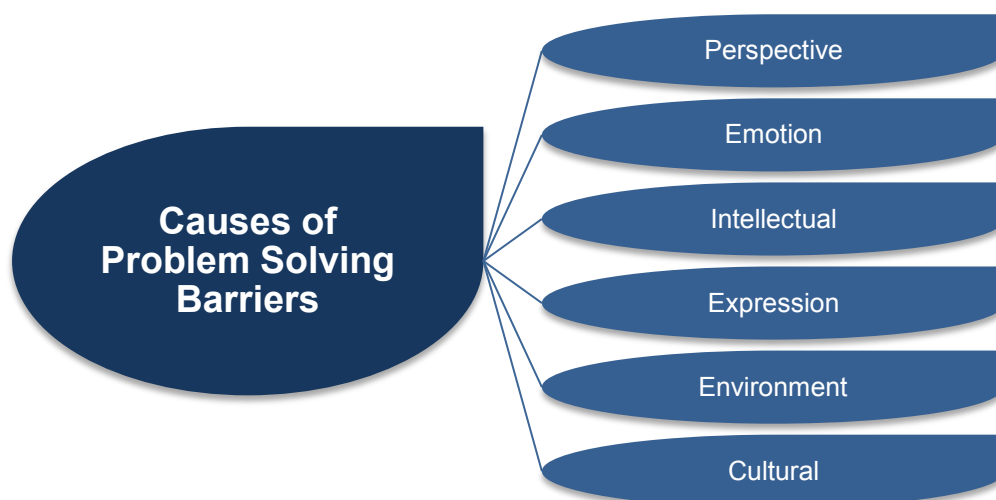 Causes of
Problem Solving
Barriers
Perspective
Emotion
Intellectual
Expression
Environment
Cultural